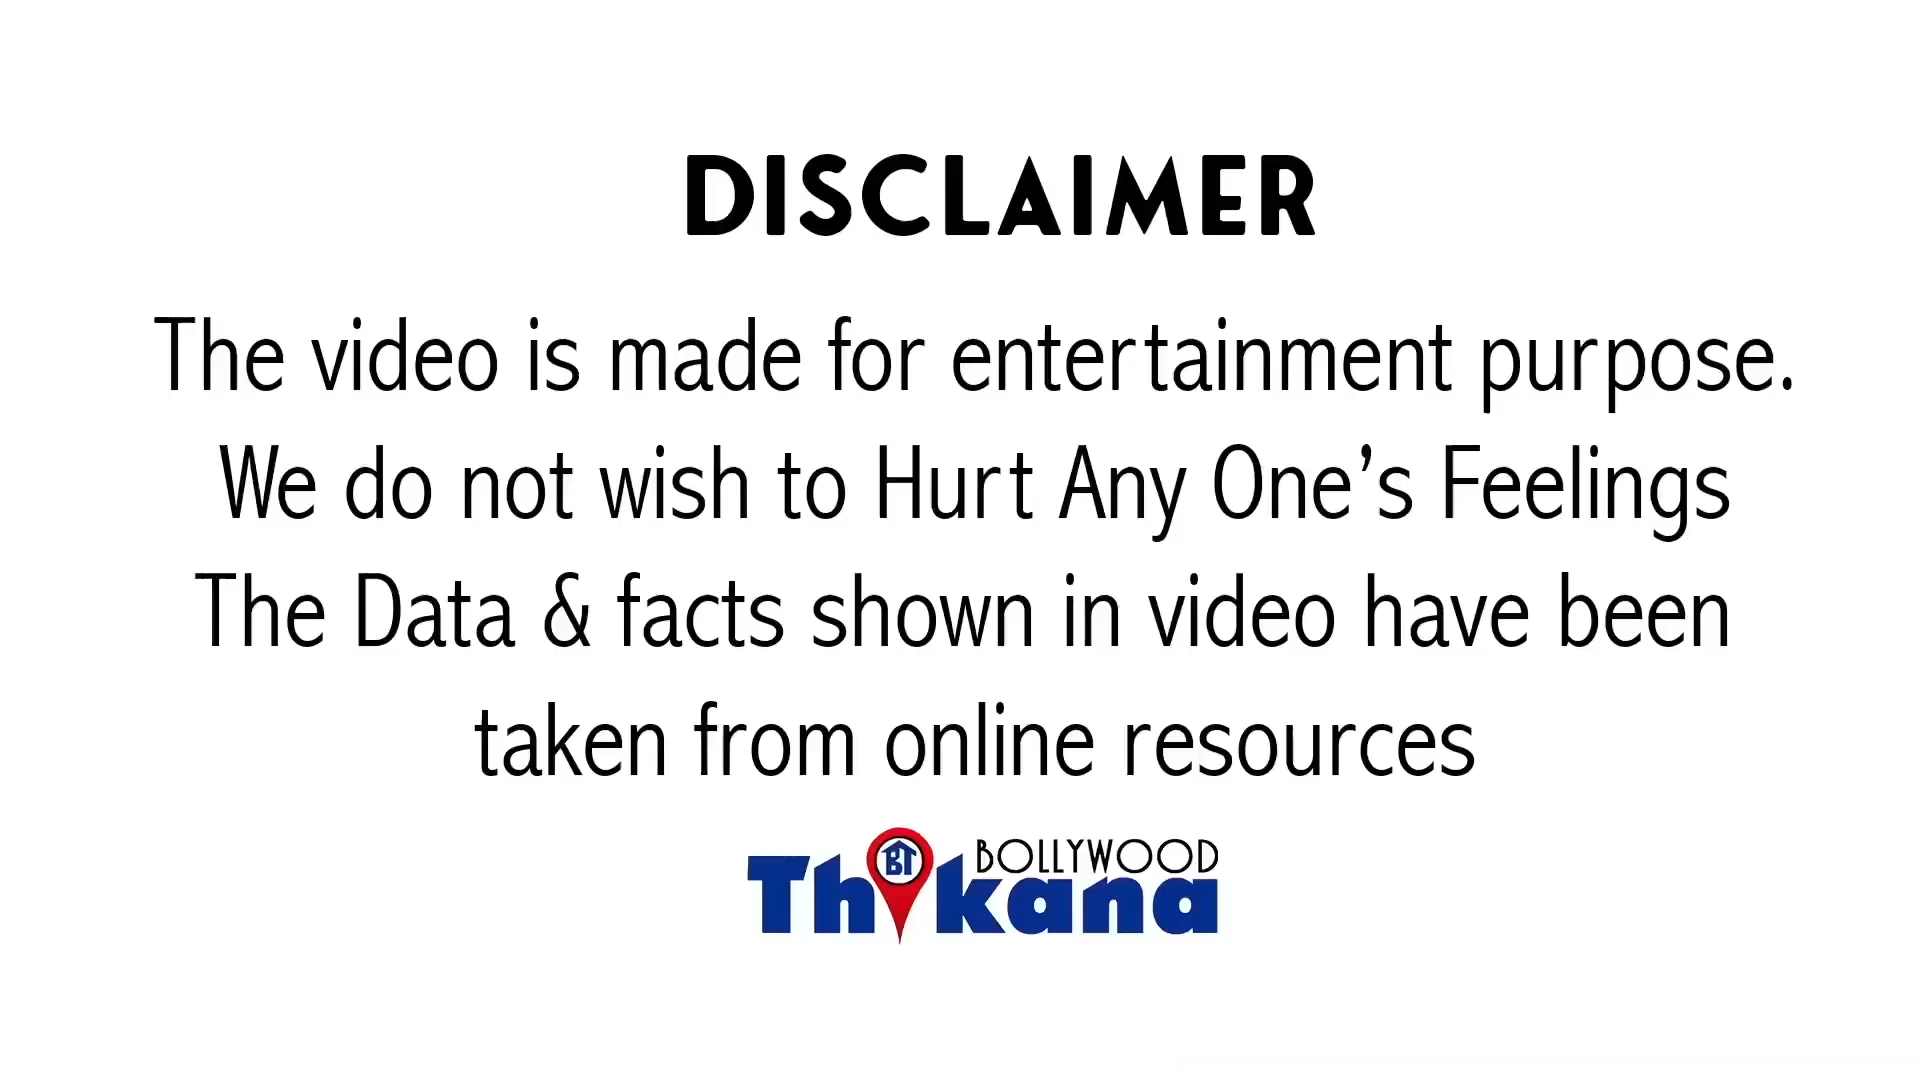 DISCLAIMER
The video is made for entertainment purpose.
We do not wish to Hurt Any One’s Feelings
The Data & facts shown in video have been
taken from online resources
BT
BOLLYWOOD
Thikana